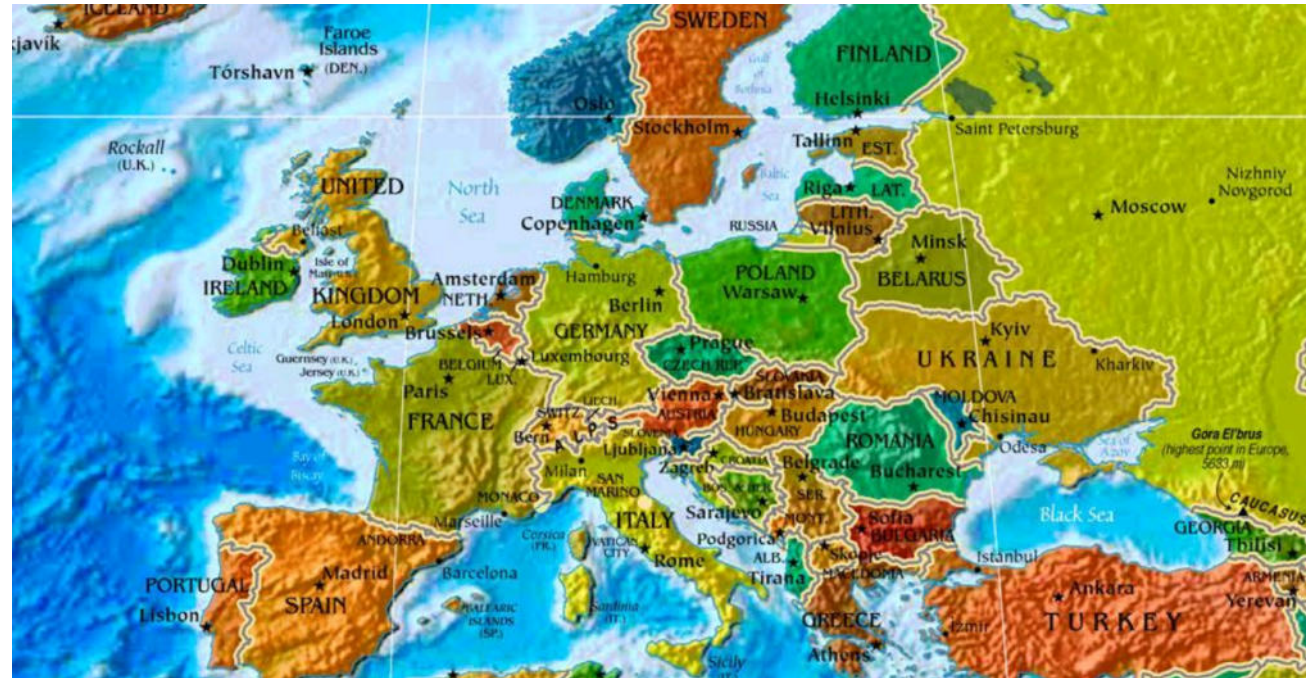 ICELAND
kjavík
Faroe
Islands
(DEN.)
Tórshavn
SWEDEN
FINLAND
Gulf
of
Bothnia
Oslo
Helsinki
Stockholm
Tallinn
EST.
Saint Petersburg
Rockall
(U.K.)
UNITED
North
Sea
Baltic
Sea
Riga
LAT.
Nizhniy
Novgorod
DENMARK
Copenhagen
RUSSIA
LITH.
Vilnius
Moscow
Belfast
Minsk
BELARUS
Dublin
Isle of
Man (U.K.)
IRELAND
KINGDOM
London
Amsterdam
NETH.
Hamburg
Berlin
POLAND
Warsaw
Brussels
GERMANY
Kyiv
UKRAINE
Kharkiv
Celtic
Sea
Guernsey (U.K.)
Jersey (U.K.)
BELGIUM
LUX.
Luxembourg
Prague
CZECH REP.
Paris
SLOVAKIA
Vienna
Bratislava
MOLDOVA
Chisinau
FRANCE
LIECH.
SWITZ.
AUSTRIA
Budapest
HUNGARY
Bern
ALPS
SLOVENIA
Ljubljana
ROMANIA
Odesa
Sea of
Azov
Gora El'brus
(highest point in Europe,
5633 m)
Bay of
Biscay
Milan
Zagreb
CROATIA
Belgrade
Bucharest
SAN
MARINO
BOS. & HER.
SER.
MONACO
Marseille
ITALY
Sarajevo
MONT.
Black Sea
CAUCASUS
ANDORRA
Corsica
(FR.)
VATICAN
CITY
Rome
Podgorica
Sofia
BULGARIA
GEORGIA
Tbilisi
PORTUGAL
Madrid
SPAIN
Barcelona
ALB.
Tirana
Skopje
MACEDONIA
Istanbul
Ankara
ARMENIA
Yerevan
Lisbon
BALEARIC
ISLANDS
(SP.)
Sardinia
(IT.)
GREECE
Athens
Izmir
TURKEY
Sicily